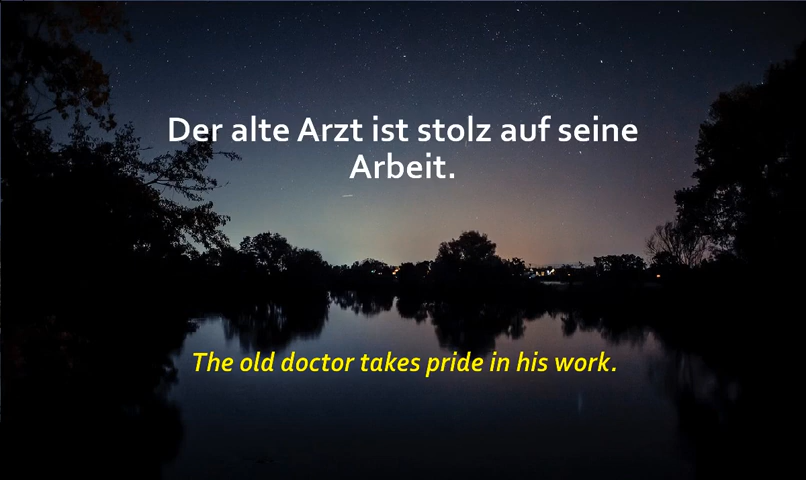 Der alte Arzt ist stolz auf seine
Arbeit.
The old doctor takes pride in his work.